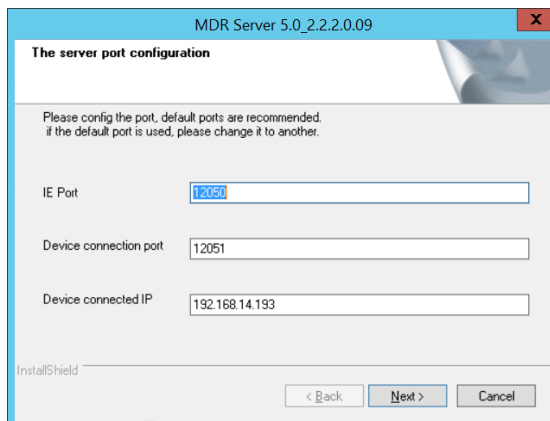 MDR Server 5.0_2.2.2.0.09
X
The server port configuration
Please config the port, default ports are recommended.
if the default port is used, please change it to another.
IE Port
12050
Device connection port
12051
Device connected IP
192.168.14.193
InstallShield
< Back
Next >
Cancel